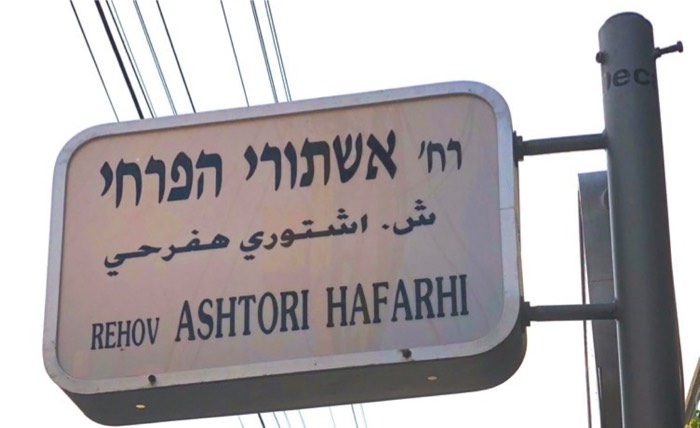 רח' אשתורי הפרחי
ش. اشتوري هفرحي
REHOV ASHTORI HAFARHI